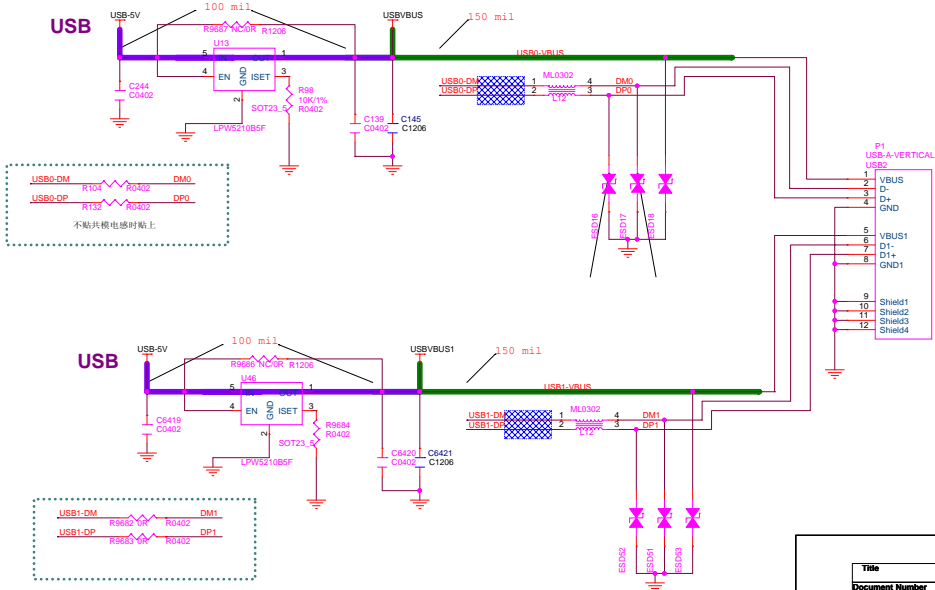 USB
USB-5V
100 mil
R9687 NC/0R R1206
USBVBUS
150 mil
U13
5
1
IN
OUT
USB0-VBUS
4
EN
GND
ISET
3
2
C244
C0402
R98
10K/1%
R0402
SOT23_5
LPW5210B5F
C139
C0402
C145
C1206
USB0-DM
USB0-DP
1
2
ML0302
L12
4
3
DM0
DP0
ESD16
ESD17
ESD18
USB0-DM
R104
R0402
DM0
USB0-DP
R132
R0402
DP0
不贴共模电感时贴上
P1
USB-A-VERTICAL
USB2
1 VBUS
2 D-
3 D+
4 GND
5 VBUS1
6 D1-
7 D1+
8 GND1
9 Shield1
10 Shield2
11 Shield3
12 Shield4
USB
USB-5V
100 mil
R9686 NC/0R R1206
USBVBUS1
150 mil
U46
5
1
IN
OUT
USB1-VBUS
4
EN
GND
ISET
3
2
C6419
C0402
R9684
R0402
SOT23_5
LPW5210B5F
C6420
C0402
C6421
C1206
USB1-DM
USB1-DP
1
2
ML0302
L12
4
3
DM1
DP1
ESD52
ESD51
ESD53
USB1-DM
R9682 0R
R0402
DM1
USB1-DP
R9683 0R
R0402
DP1
Title
Document Number